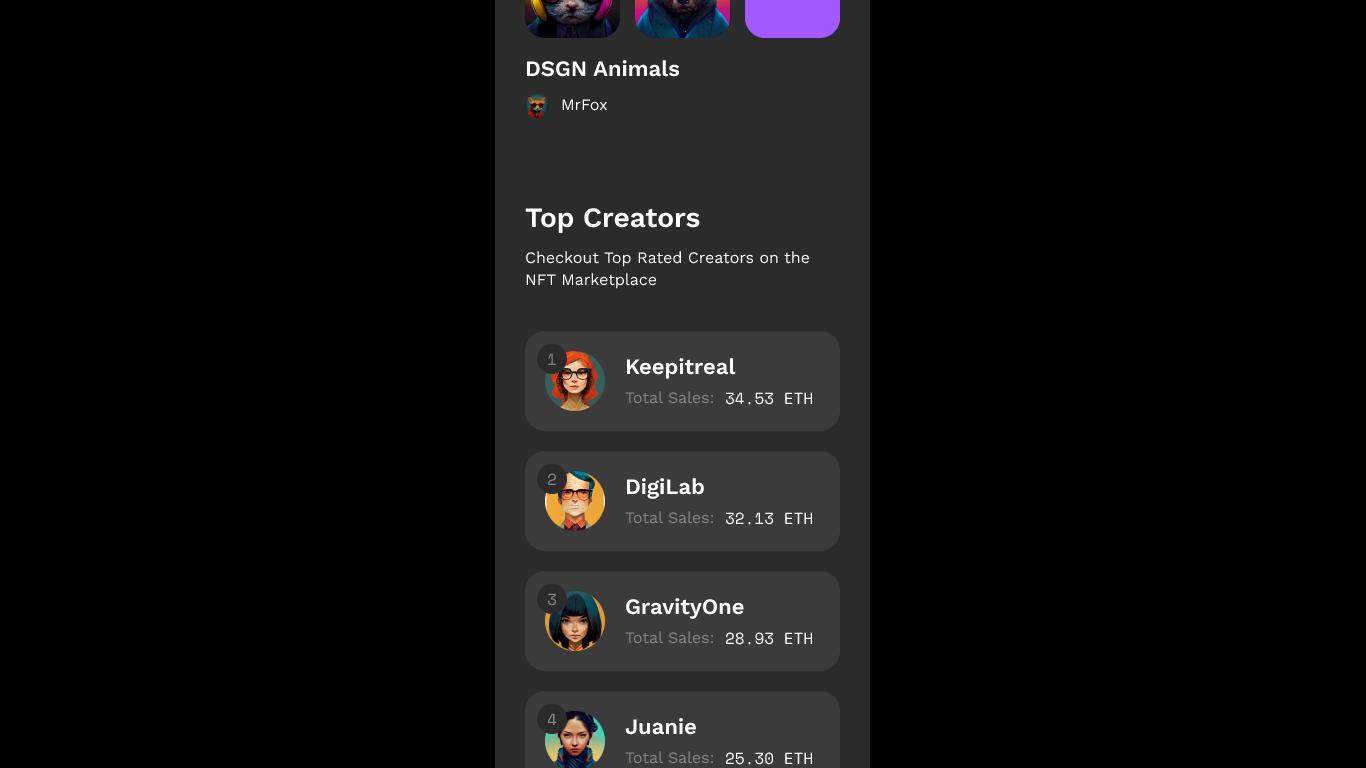 DSGN Animals
MrFox
Top Creators
Checkout Top Rated Creators on the
NFT Marketplace
1
Keepitreal
Total Sales: 34.53 ETH
2
DigiLab
Total Sales: 32.13 ETH
3
GravityOne
Total Sales: 28.93 ETH
4
Juanie
Total Sales: 25.30 ETH